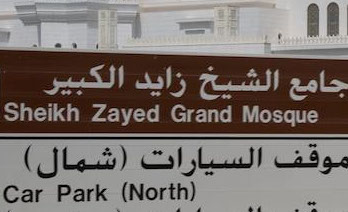 جامع الشيخ زايد الكبير
Sheikh Zayed Grand Mosque
موقف السيارات (شمال)
Car Park (North)